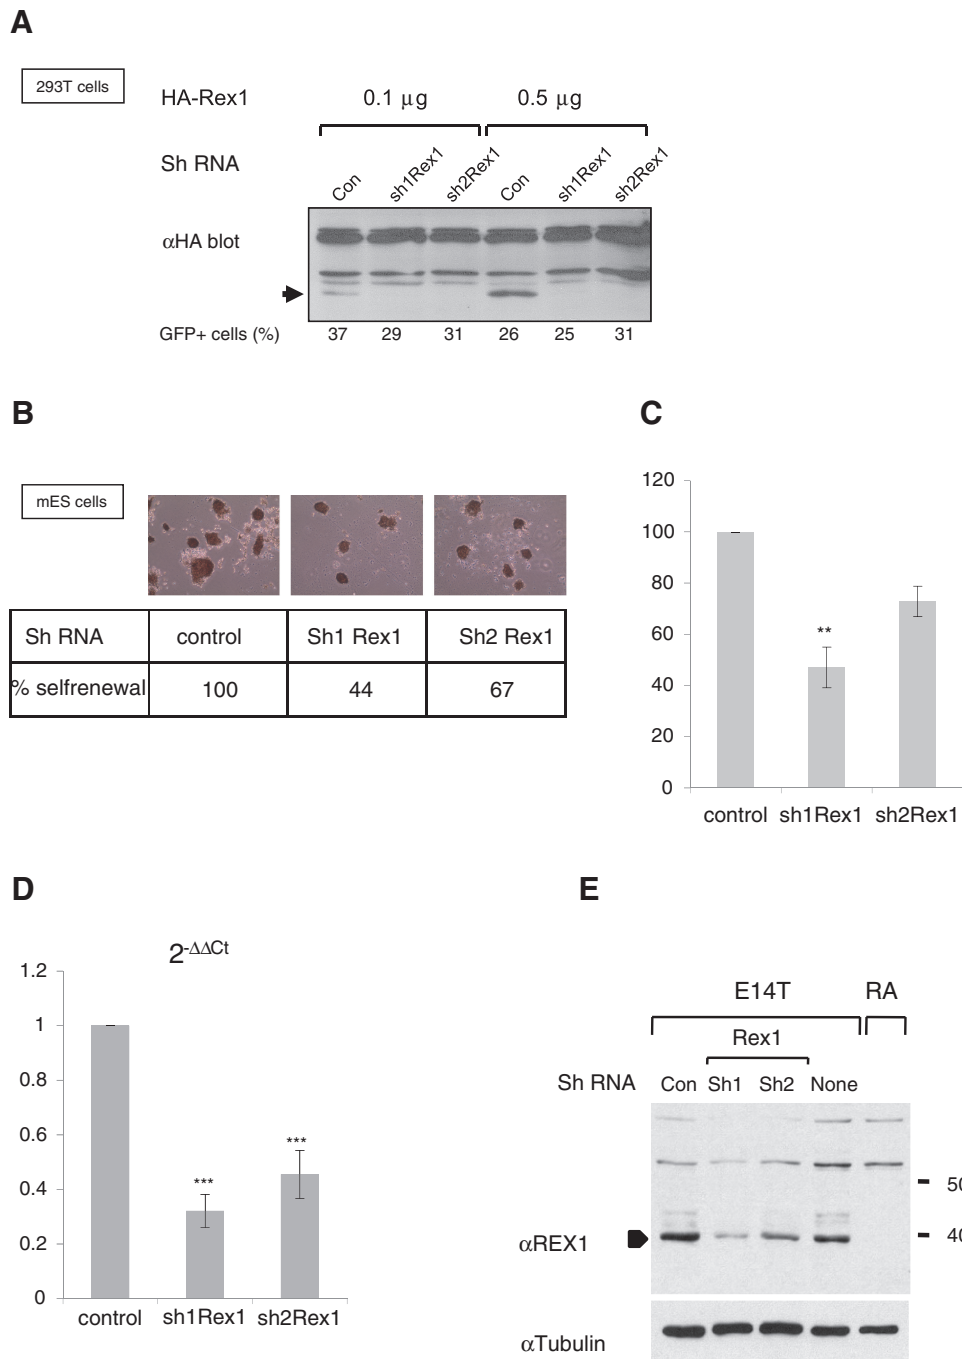 A
293T cells
HA-Rex1 0.1 μg 0.5 μg
Sh RNA Con sh1Rex1 sh2Rex1 Con sh1Rex1 sh2Rex1
αHA blot
GFP+ cells (%) 37 29 31 26 25 31
B
mES cells
Sh RNA control Sh1 Rex1 Sh2 Rex1
% selfrenewal 100 44 67
C
120
100
80
60
40
20
0
**
control sh1Rex1 sh2Rex1
D
2-ΔΔCt
1.2
1
0.8
0.6
0.4
0.2
0
*** ***
control sh1Rex1 sh2Rex1
E
E14T RA
Rex1
Sh RNA Con Sh1 Sh2 None
αREX1
40
αTubulin